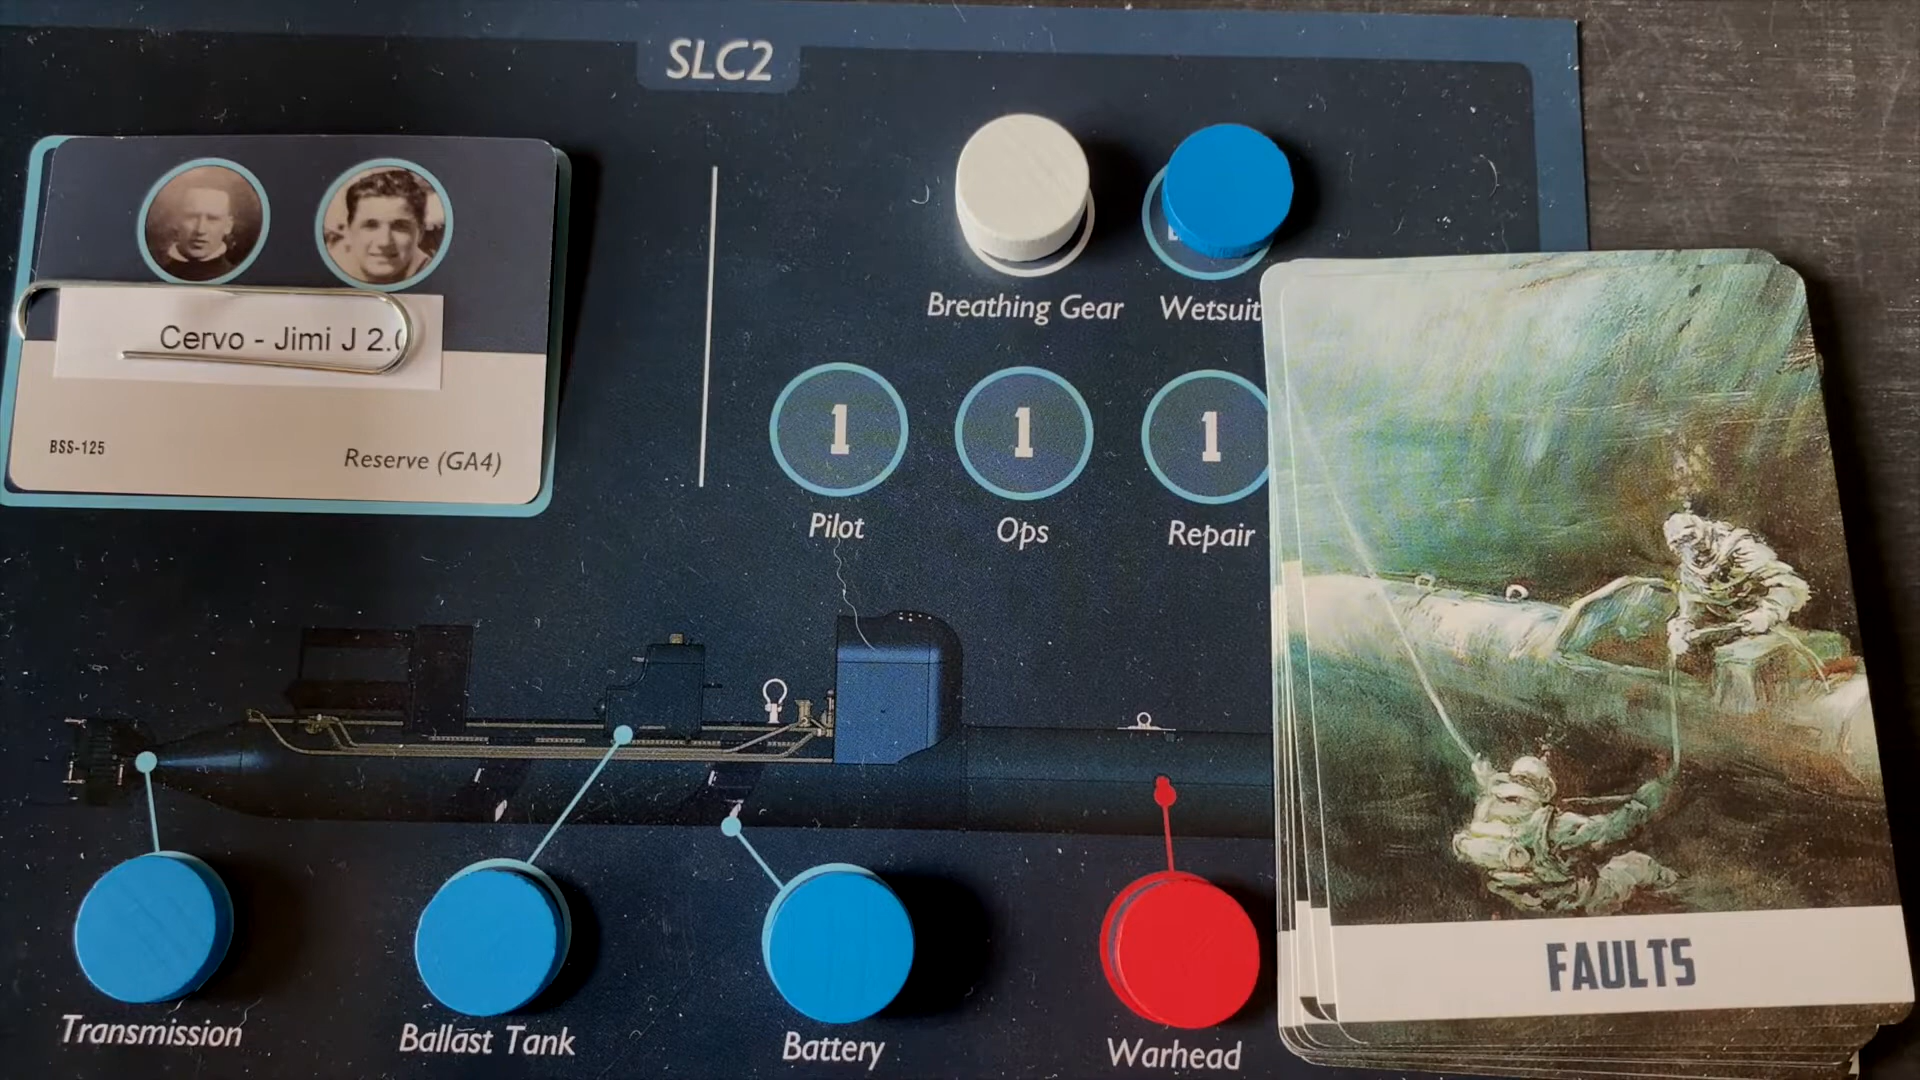 SLC2
Cervo - Jimi J 2.0
BSS-125
Reserve (GA4)
Breathing Gear
Wetsuit
1
1
1
Pilot
Ops
Repair
Transmission
Ballast Tank
Battery
Warhead
FAULTS